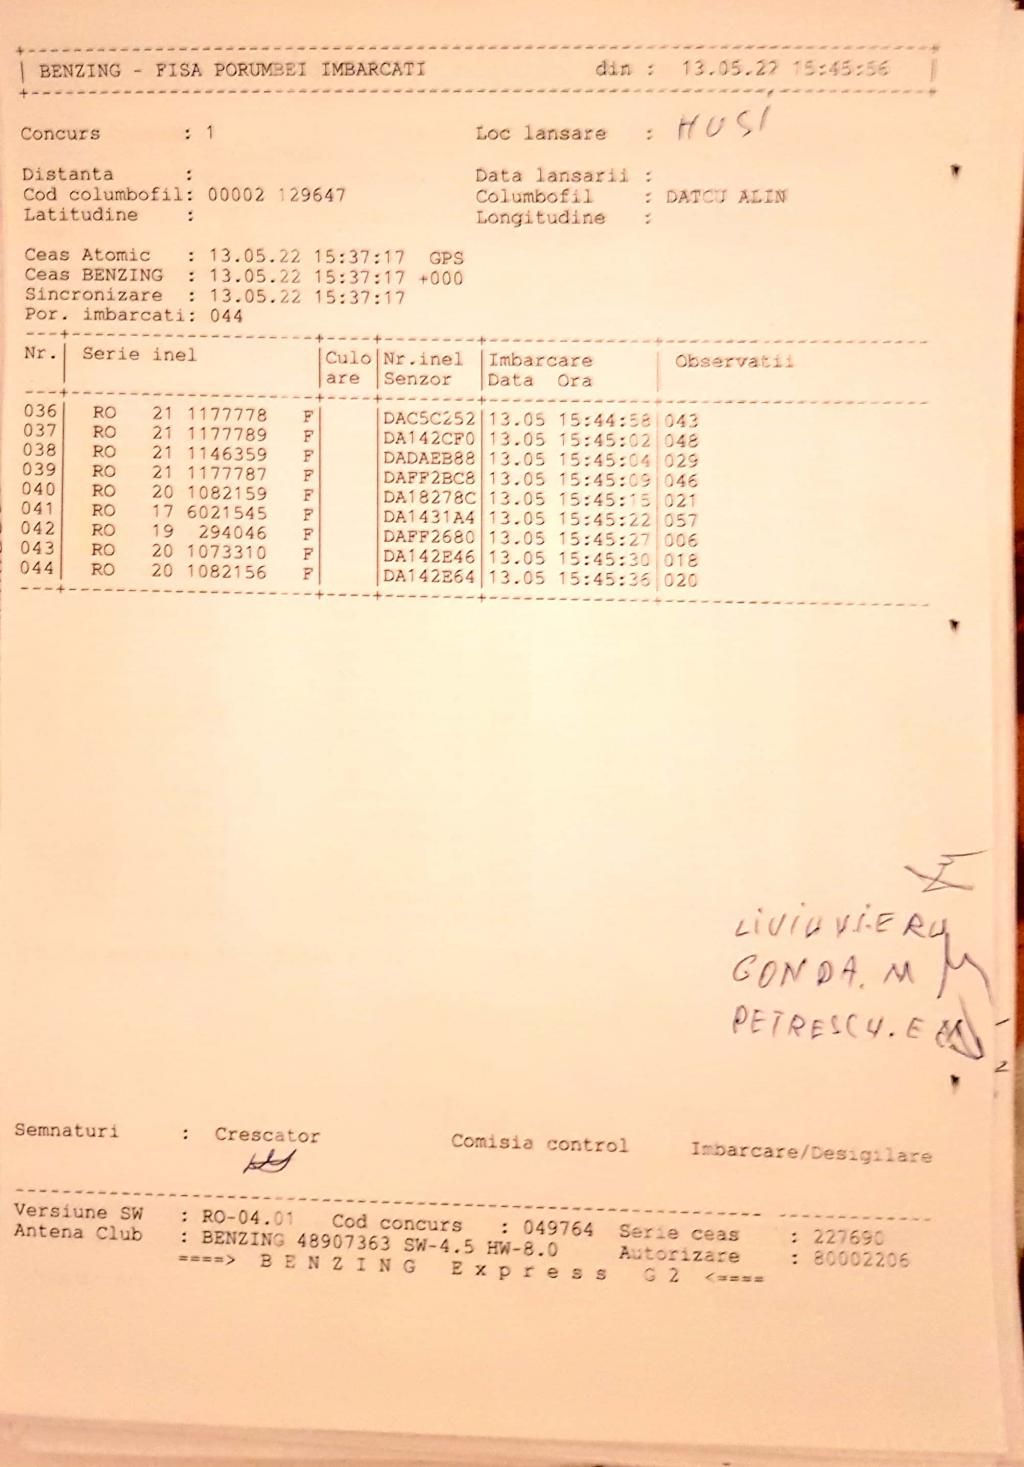 BENZING - FISA PORUMBEI IMBARCATI din : 13.05.22 15:45:56
Concurs : 1 Loc lansare : HUSI
Distanta : Data lansarii :
Cod columbofil: 00002 129647 Columbofil : DATCU ALIN
Latitudine : Longitudine :
Ceas Atomic : 13.05.22 15:37:17 GPS
Ceas BENZING : 13.05.22 15:37:17 +000
Sincronizare : 13.05.22 15:37:17
Por. imbarcati: 044
Nr. Serie inel Culo Nr.inel Imbarcare Observatii
are Senzor Data Ora
036 RO 21 1177778 F DAC5C252 13.05 15:44:58 043
037 RO 21 1177789 F DA142CF0 13.05 15:45:02 048
038 RO 21 1146359 F DADAEB88 13.05 15:45:04 029
039 RO 21 1177787 F DAFF2BC8 13.05 15:45:09 046
040 RO 20 1082159 F DA18278C 13.05 15:45:15 021
041 RO 17 6021545 F DA1431A4 13.05 15:45:22 057
042 RO 19 294046 F DAFF2680 13.05 15:45:27 006
043 RO 20 1073310 F DA142E46 13.05 15:45:30 018
044 RO 20 1082156 F DA142E64 13.05 15:45:36 020
LIVIU VIERU
GONDA. M
PETRESCU. E
2
Semnaturi : Crescator Comisia control Imbarcare/Desigilare
Versiune SW : RO-04.01 Cod concurs : 049764 Serie ceas : 227690
Antena Club : BENZING 48907363 SW-4.5 HW-8.0 Autorizare : 80002206
====> B E N Z I N G E x p r e s s G 2 <====